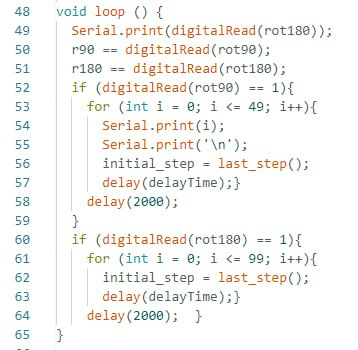 48 void loop () {
49 Serial.print(digitalRead(rot180));
50 r90 == digitalRead(rot90);
51 r180 == digitalRead(rot180);
52 if (digitalRead(rot90) == 1){
53 for (int i = 0; i <= 49; i++){
54 Serial.print(i);
55 Serial.print('\n');
56 initial_step = last_step();
57 delay(delayTime);}
58 delay(2000);
59 }
60 if (digitalRead(rot180) == 1){
61 for (int i = 0; i <= 99; i++){
62 initial_step = last_step();
63 delay(delayTime);}
64 delay(2000);  }
65 }